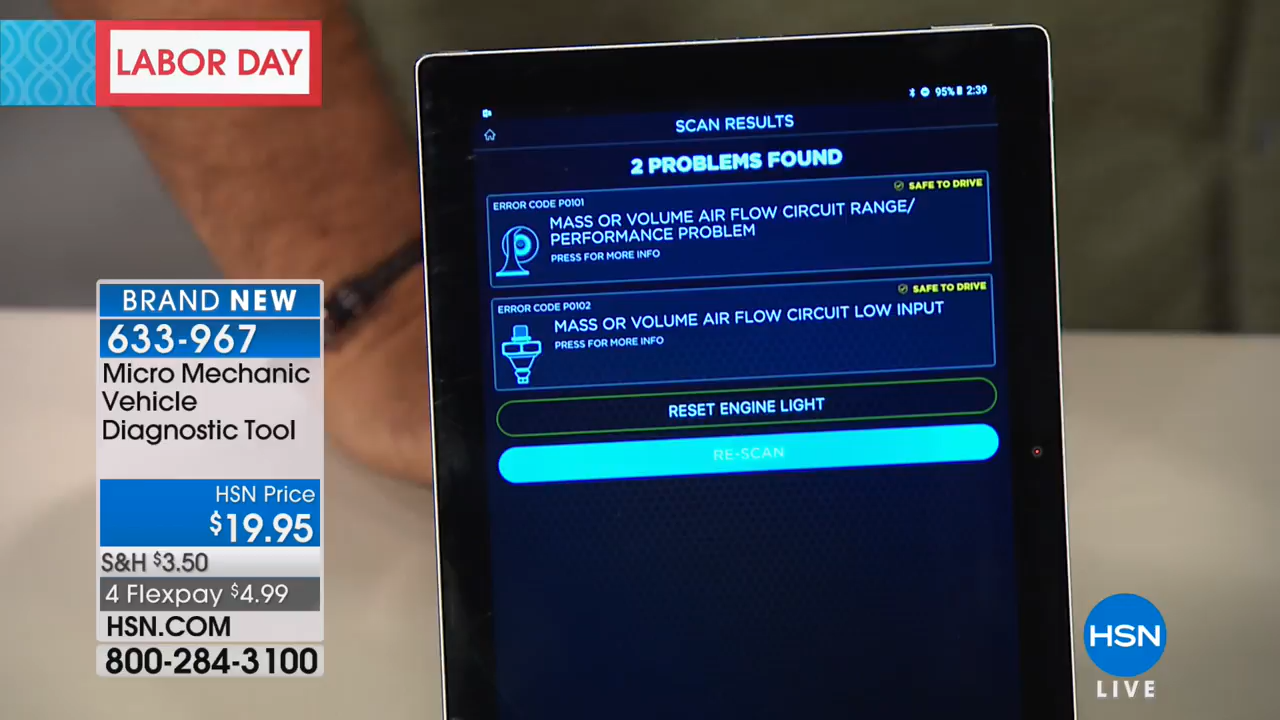 LABOR DAY
95% 2:39
SCAN RESULTS
2 PROBLEMS FOUND
SAFE TO DRIVE
ERROR CODE P0101
MASS OR VOLUME AIR FLOW CIRCUIT RANGE/
PERFORMANCE PROBLEM
PRESS FOR MORE INFO
SAFE TO DRIVE
ERROR CODE P0102
MASS OR VOLUME AIR FLOW CIRCUIT LOW INPUT
PRESS FOR MORE INFO
RESET ENGINE LIGHT
RE-SCAN
BRAND NEW
633-967
Micro Mechanic
Vehicle
Diagnostic Tool
HSN Price
$19.95
S&H $3.50
4 Flexpay $4.99
HSN.COM
800-284-3100
HSN
LIVE